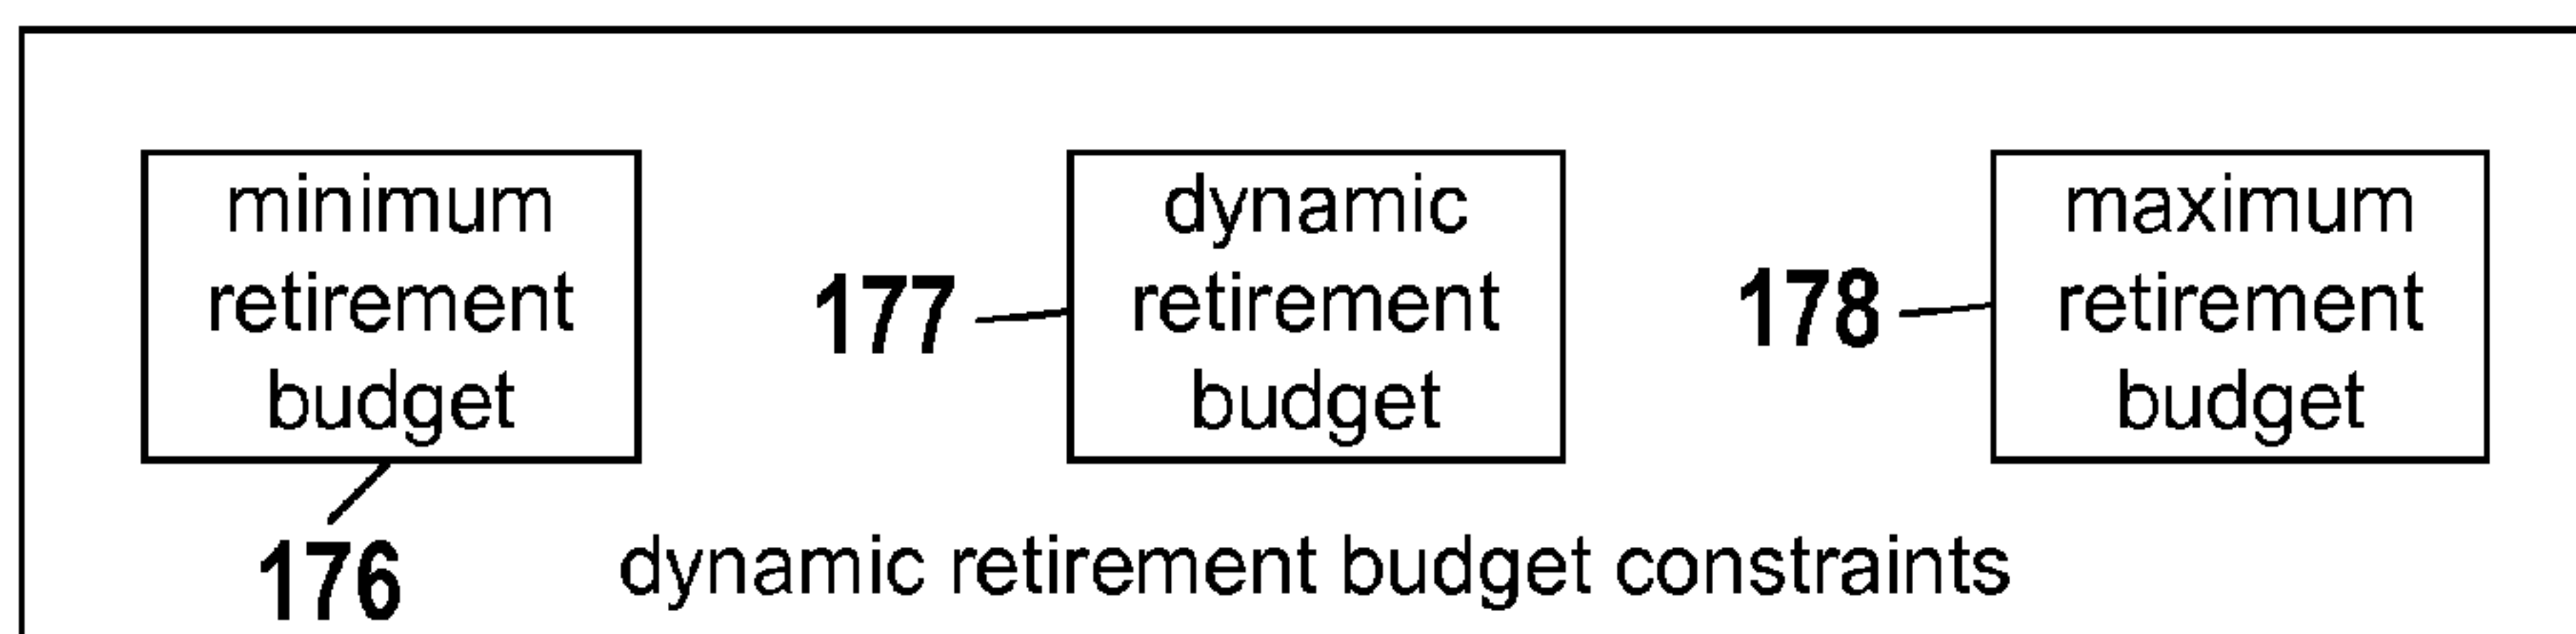 minimum
retirement
budget
176
177
dynamic
retirement
budget
178
maximum
retirement
budget
dynamic retirement budget constraints